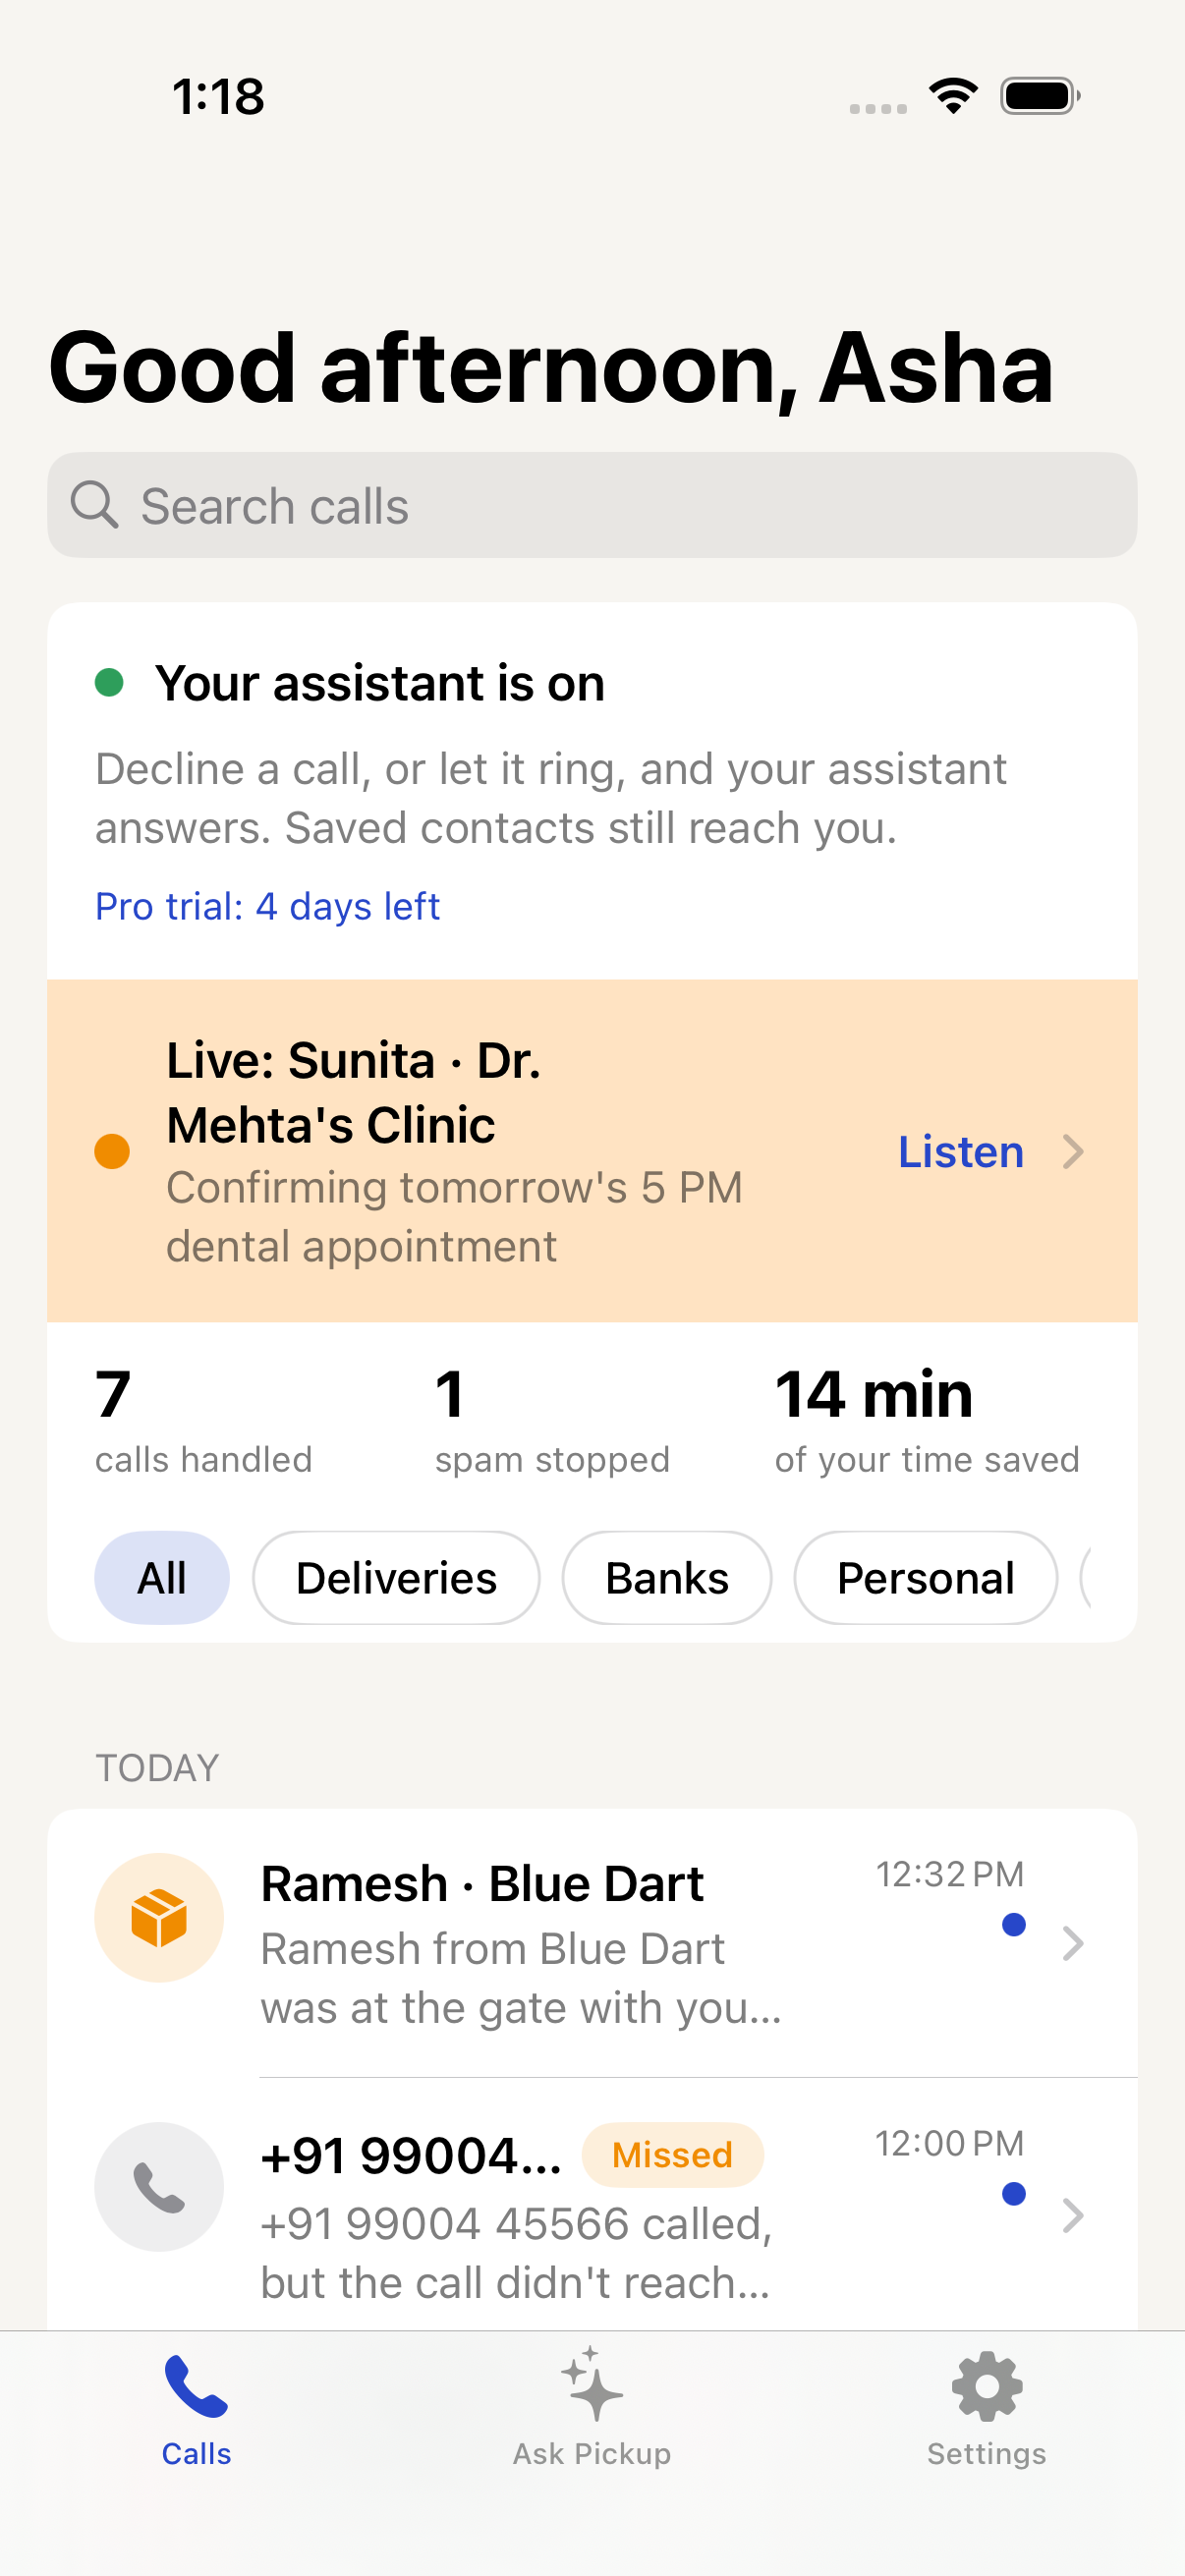 1:18
Good afternoon, Asha
Search calls
Your assistant is on
Decline a call, or let it ring, and your assistant
answers. Saved contacts still reach you.
Pro trial: 4 days left
Live: Sunita · Dr.
Mehta's Clinic
Confirming tomorrow's 5 PM
dental appointment
Listen
7
calls handled
1
spam stopped
14 min
of your time saved
All
Deliveries
Banks
Personal
TODAY
Ramesh · Blue Dart
12:32 PM
Ramesh from Blue Dart
was at the gate with you...
+91 99004...
Missed
12:00 PM
+91 99004 45566 called,
but the call didn't reach...
Calls
Ask Pickup
Settings